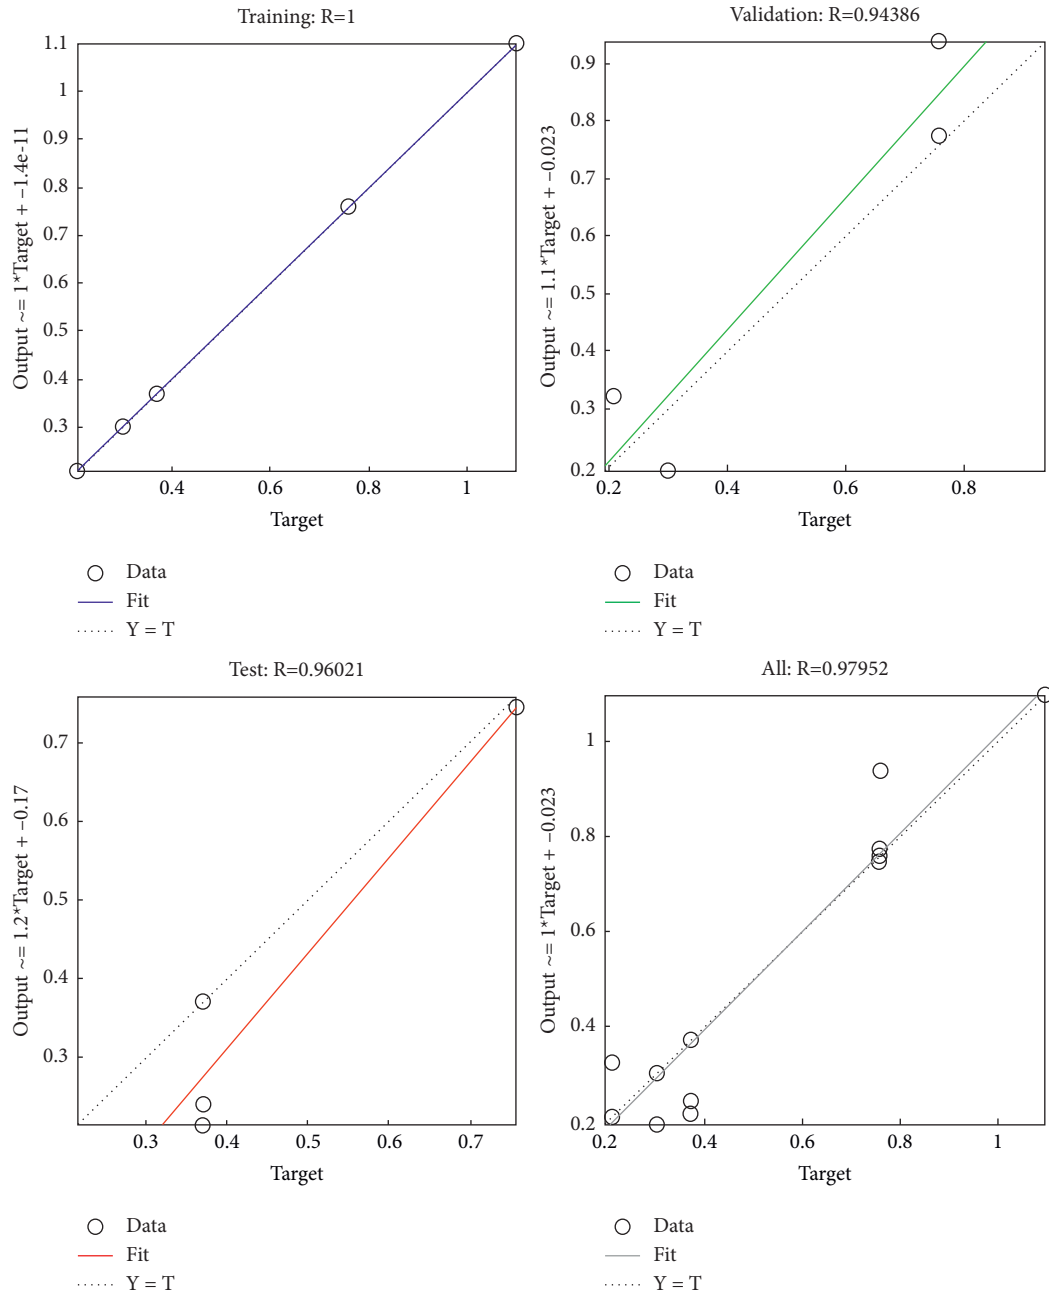 Training: R=1
Output ~= 1*Target + −1.4e-11
1.1
1
0.9
0.8
0.7
0.6
0.5
0.4
0.3
0.4
0.8
1
Target
Data
Fit
Y = T
Validation: R=0.94386
Output ~= 1.1*Target + −0.023
0.9
0.8
0.7
0.6
0.5
0.4
0.3
0.2
0.2
0.4
0.6
0.8
Target
Data
Fit
Y = T
Test: R=0.96021
Output ~= 1.2*Target + −0.17
0.7
0.6
0.5
0.4
0.3
0.3
0.4
0.5
0.6
0.7
Target
Data
Fit
Y = T
All: R=0.97952
Output ~= 1*Target + −0.023
1
0.8
0.6
0.4
0.2
0.2
0.4
0.6
0.8
1
Target
Data
Fit
Y = T